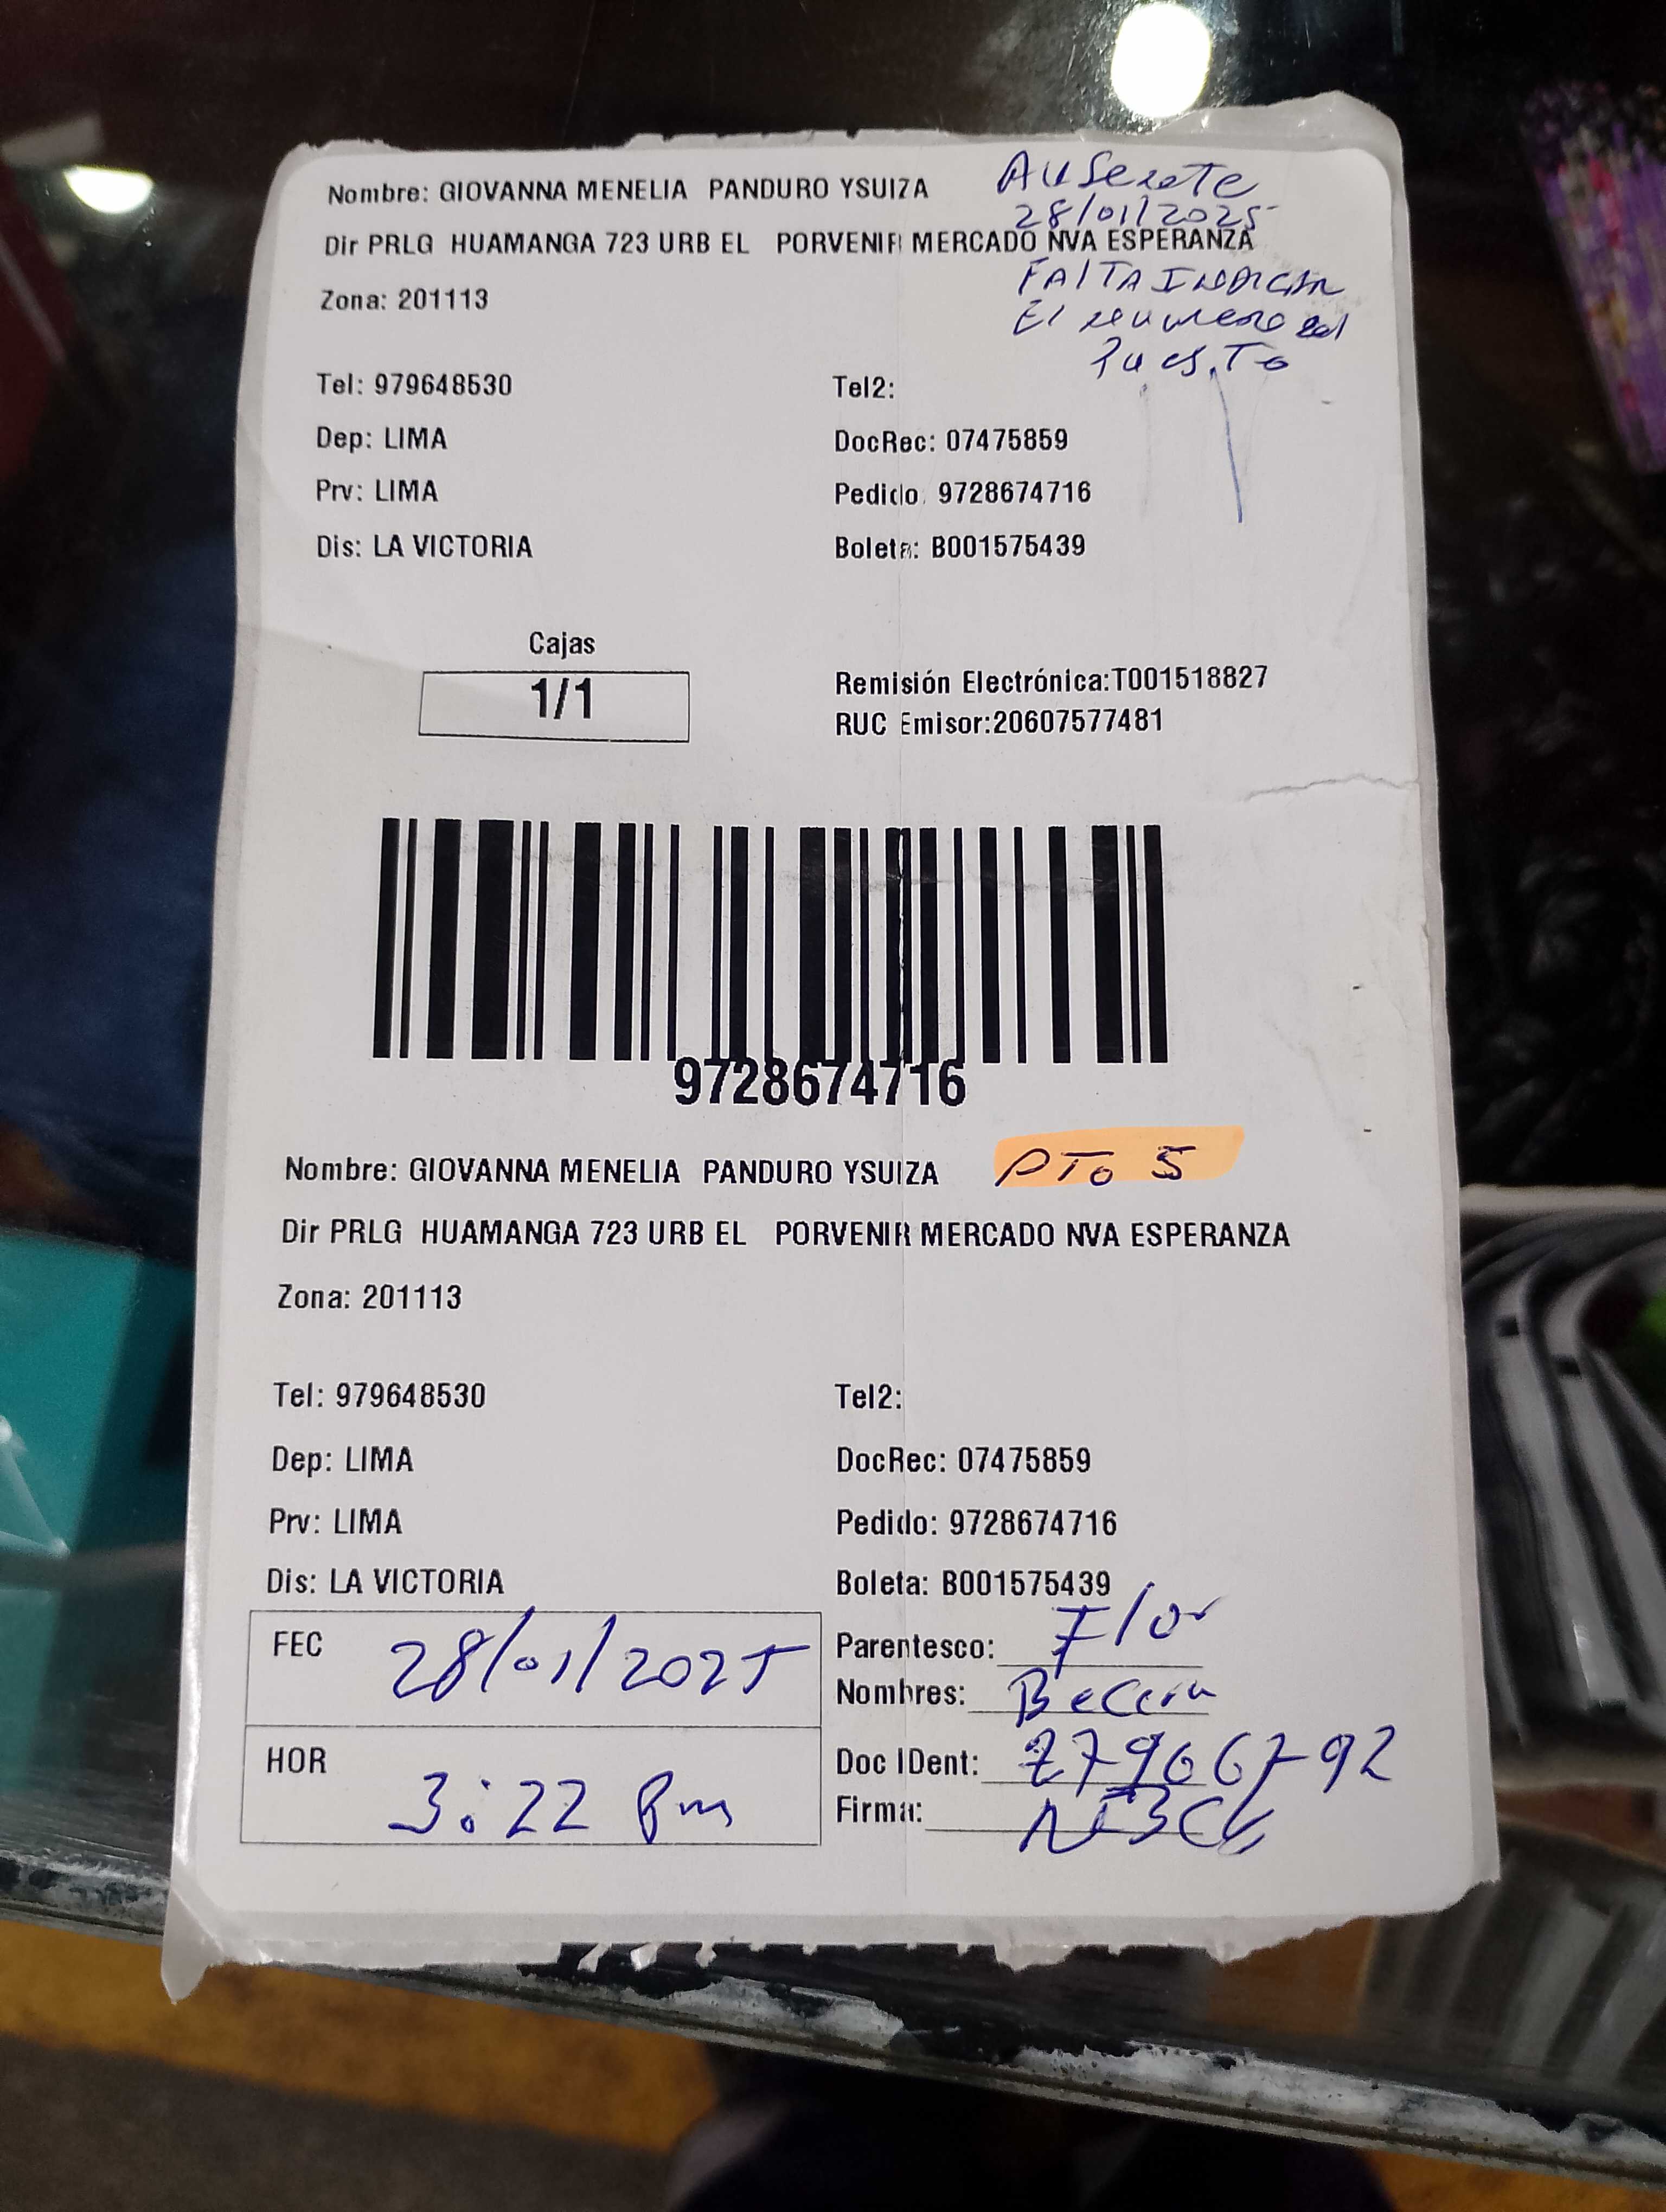 Nombre: GIOVANNA MENELIA PANDURO YSUIZA
Ausente
28/01/2025
Dir PRLG HUAMANGA 723 URB EL PORVENIR MERCADO NVA ESPERANZA
FALTA INDICAR
Zona: 201113
El numero del
Puesto
Tel: 979648530 Tel2:
Dep: LIMA DocRec: 07475859
Prv: LIMA Pedido: 9728674716
Dis: LA VICTORIA Boleta: B001575439
Cajas
1/1
Remisión Electrónica:T001518827
RUC Emisor:20607577481
9728674716
Nombre: GIOVANNA MENELIA PANDURO YSUIZA PTo 5
Dir PRLG HUAMANGA 723 URB EL PORVENIR MERCADO NVA ESPERANZA
Zona: 201113
Tel: 979648530 Tel2:
Dep: LIMA DocRec: 07475859
Prv: LIMA Pedido: 9728674716
Dis: LA VICTORIA Boleta: B001575439
FEC 28/01/2025
Parentesco: Flor
Nombres:
HOR 3:22 Pm
Doc IDent:
Firma: